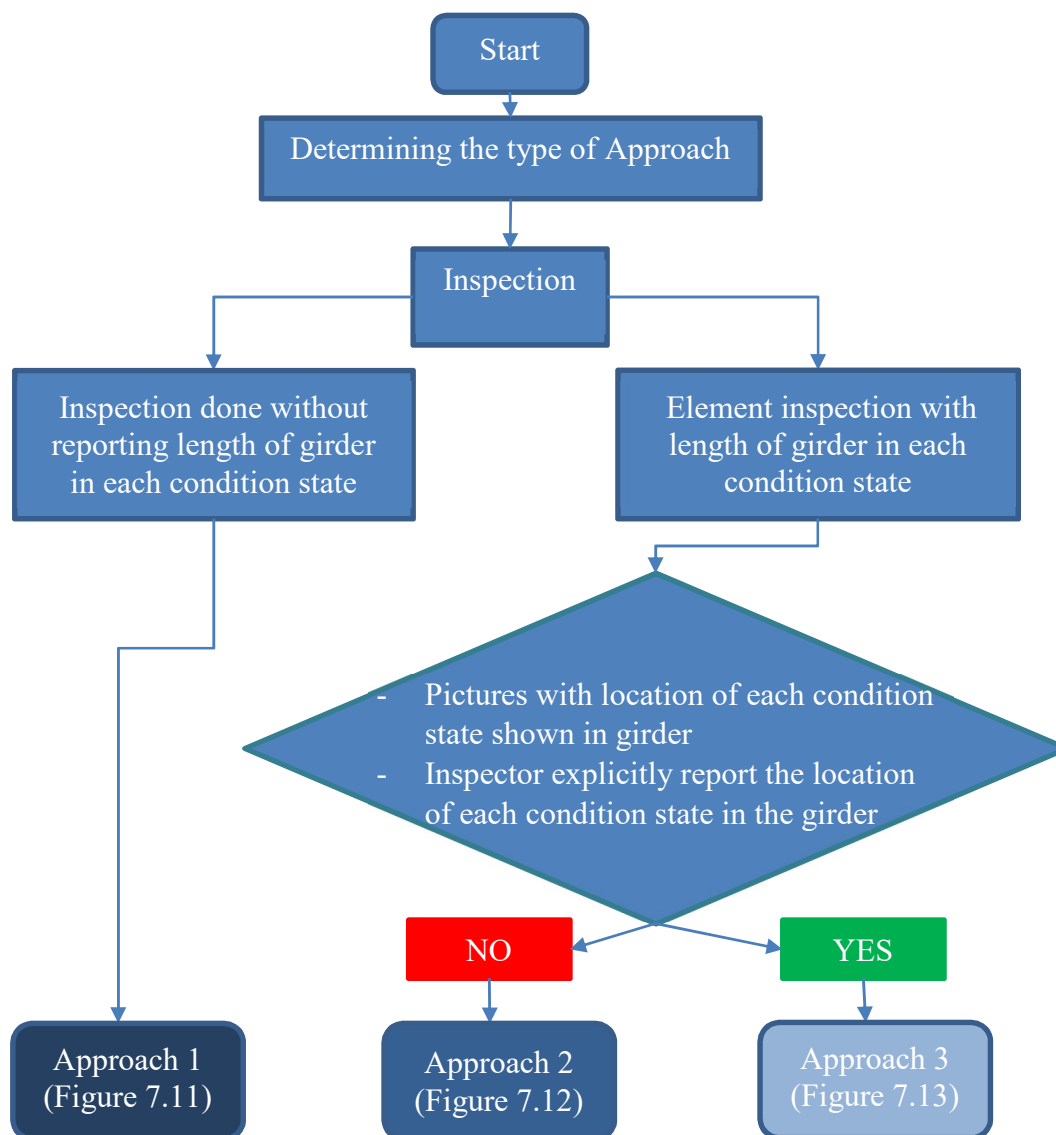 Start
Determining the type of Approach
Inspection
Inspection done without
reporting length of girder
in each condition state
Element inspection with
length of girder in each
condition state
- Pictures with location of each condition
state shown in girder
- Inspector explicitly report the location
of each condition state in the girder
NO
YES
Approach 1
(Figure 7.11)
Approach 2
(Figure 7.12)
Approach 3
(Figure 7.13)